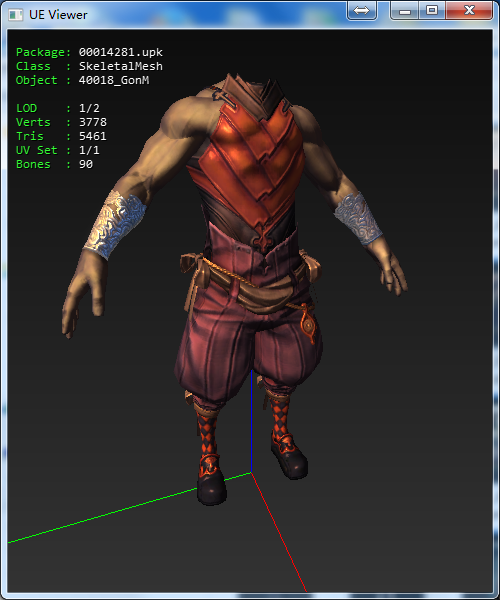 UE Viewer
Package: 00014281.upk
Class : SkeletalMesh
Object : 40018_GonM
LOD : 1/2
Verts : 3778
Tris : 5461
UV Set : 1/1
Bones : 90